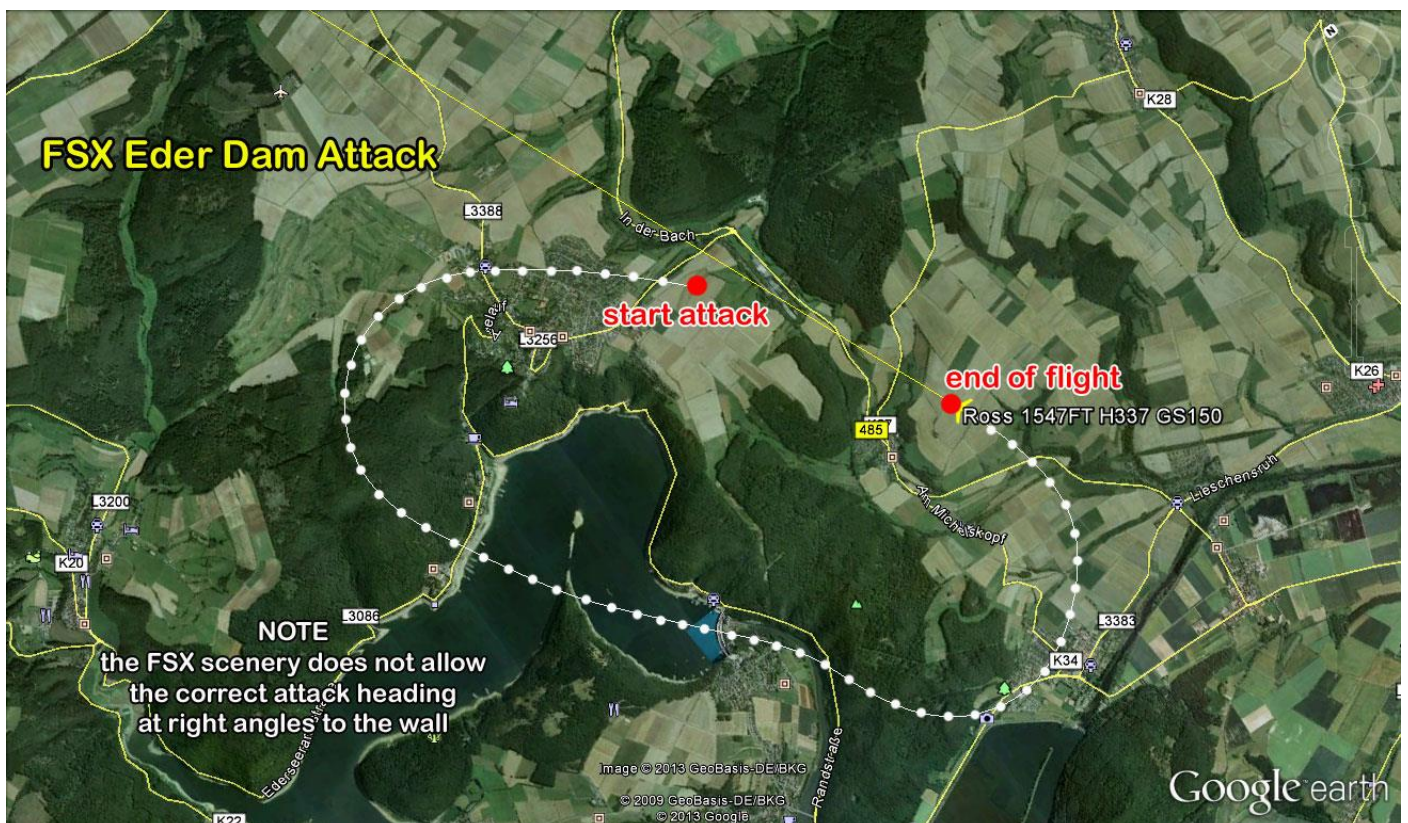 N
K28
FSX Eder Dam Attack
L3388
In der Bach
start attack
L3256
end of flight
K26
Ross 1547FT H337 GS150
485
Lieschensruh
L3200
Am Michelskopf
K20
L3086
NOTE
the FSX scenery does not allow
the correct attack heading
at right angles to the wall
L3383
K34
Randstraße
Image © 2013 GeoBasis-DE/BKG
© 2009 GeoBasis-DE/BKG
© 2013 Google
Google earth
K22